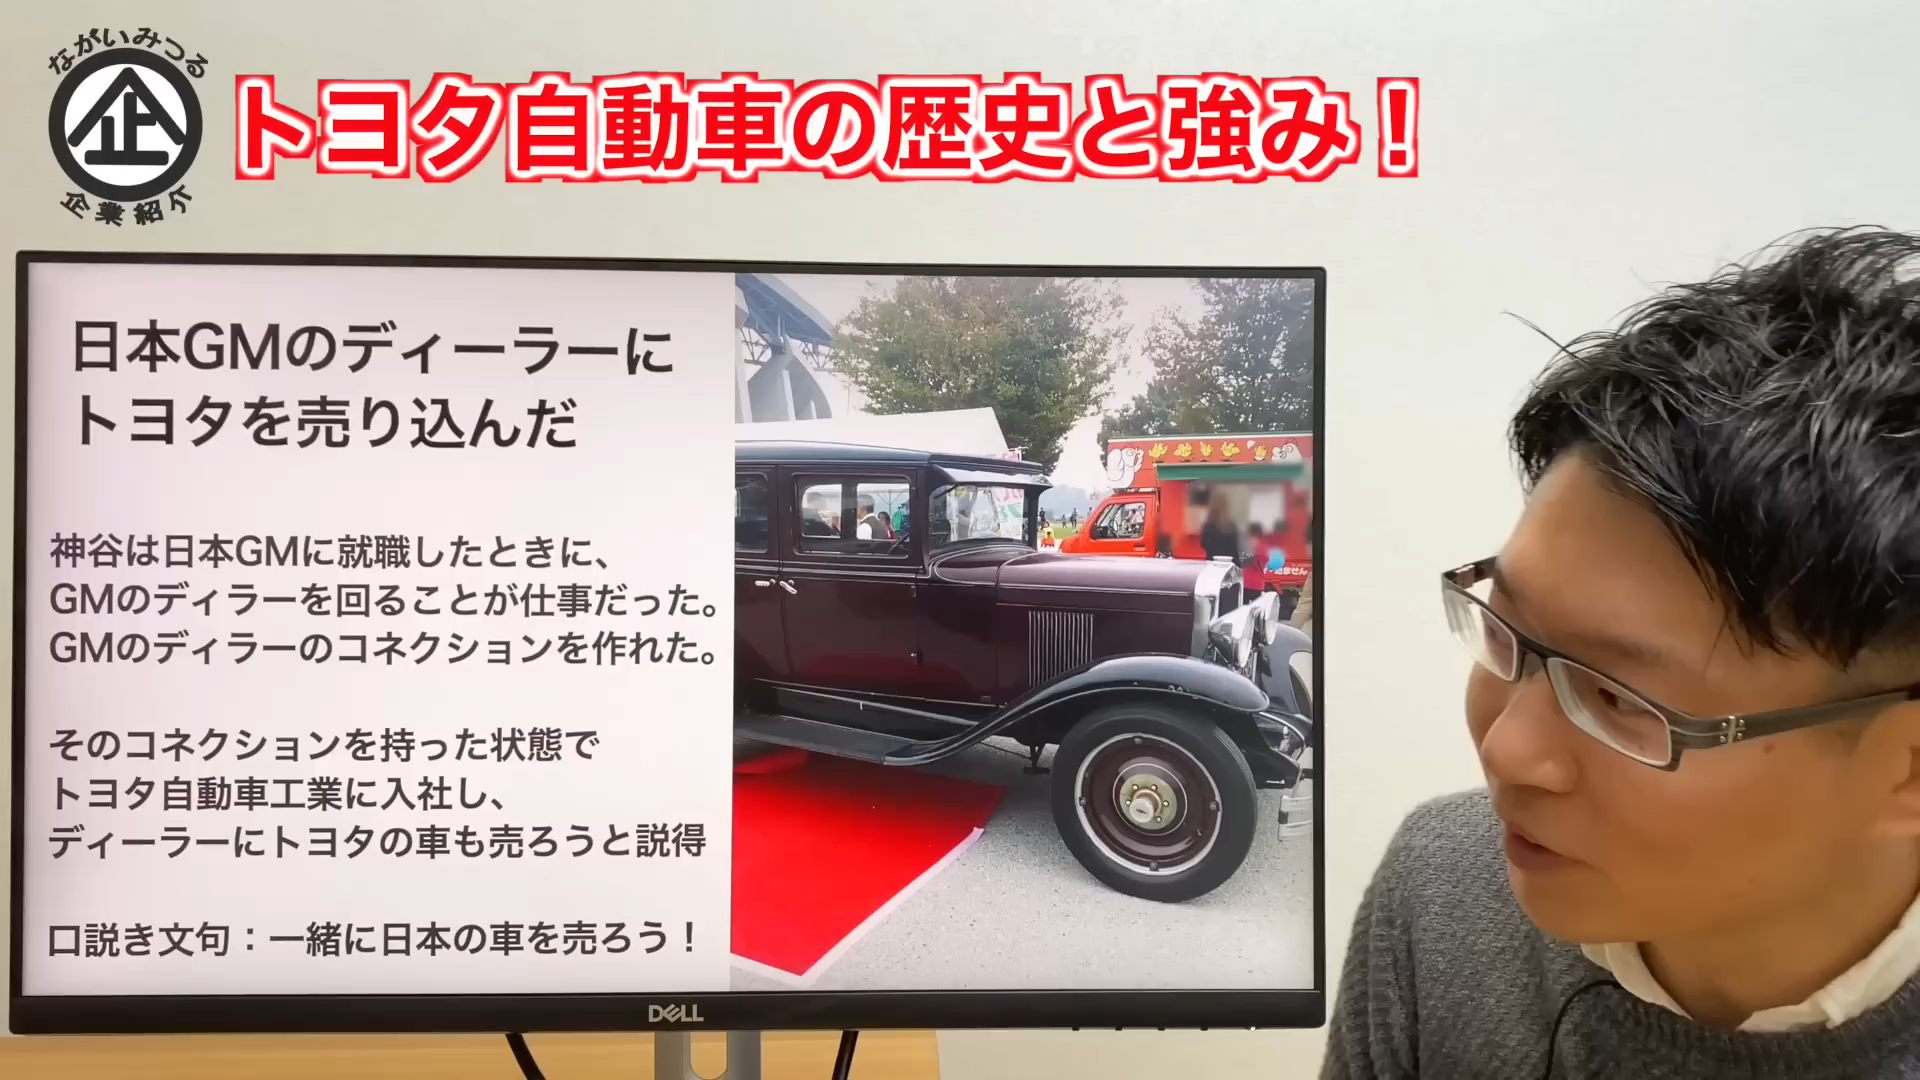 ながいみつる
企
企業紹介
トヨタ自動車の歴史と強み！
日本GMのディーラーに
トヨタを売り込んだ
神谷は日本GMに就職したときに、
GMのディラーを回ることが仕事だった。
GMのディラーのコネクションを作れた。
そのコネクションを持った状態で
トヨタ自動車工業に入社し、
ディーラーにトヨタの車も売ろうと説得
口説き文句：一緒に日本の車を売ろう！
DELL